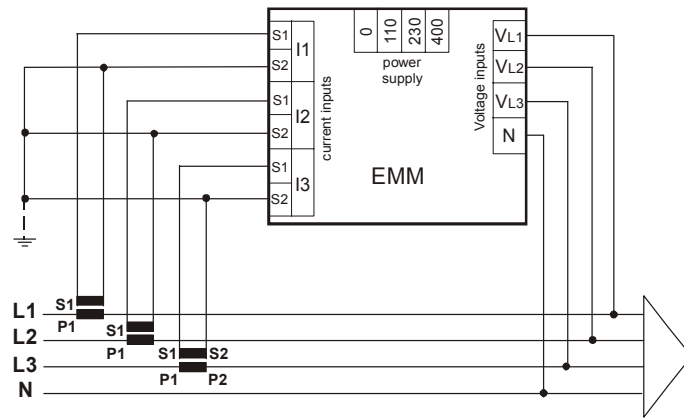 0 110 230 400
power
supply
S1
S2
I1
S1
S2
I2
S1
S2
I3
current inputs
Voltage inputs
VL1
VL2
VL3
N
EMM
L1 S1
P1
L2 S1
P1
L3 S1 S2
P1 P2
N